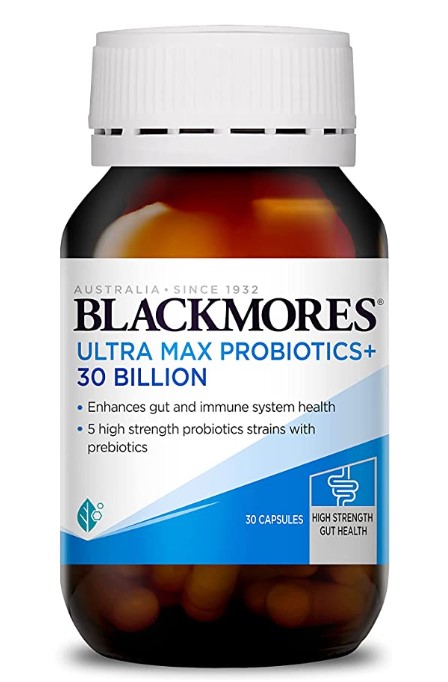 AUSTRALIA • SINCE 1932
BLACKMORES®
ULTRA MAX PROBIOTICS+
30 BILLION
• Enhances gut and immune system health
• 5 high strength probiotics strains with
prebiotics
30 CAPSULES
HIGH STRENGTH
GUT HEALTH